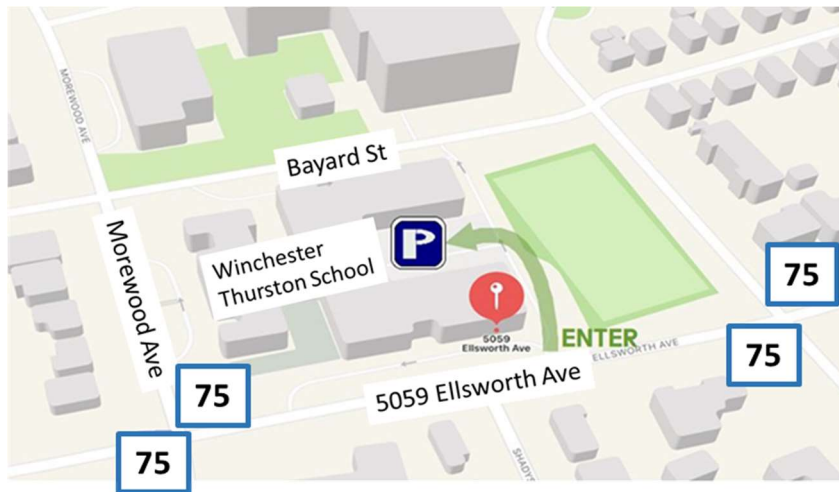 MOREWOOD AVE
Bayard St
Morewood Ave
Winchester
Thurston School
P
75
5059
Ellsworth Ave
ENTER
ELLSWORTH AVE
75
5059 Ellsworth Ave
75
75
SHADY